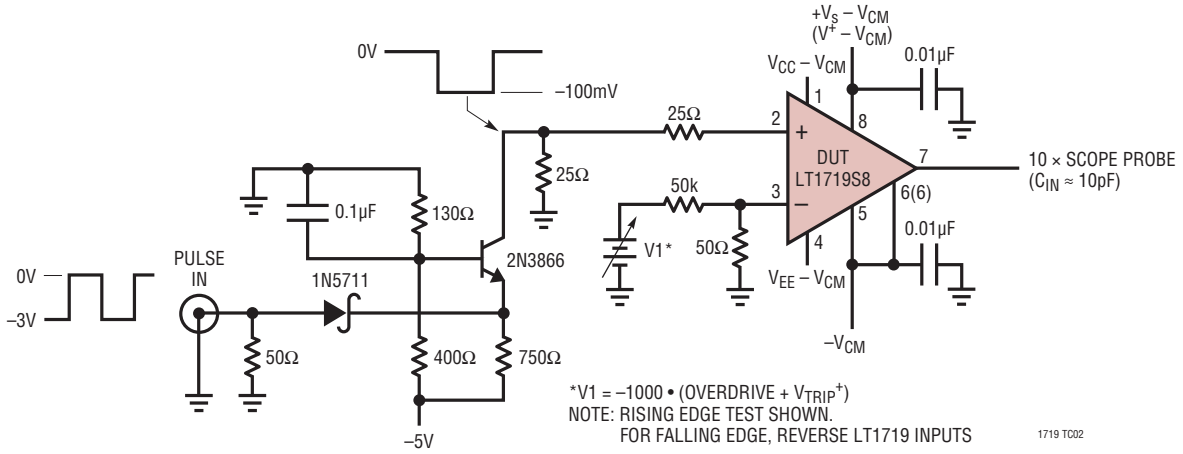 +VS – VCM
(V+ – VCM)
0V
0.01µF
VCC – VCM
–100mV
1
8
25Ω
2
+
DUT
LT1719S8
7
10 × SCOPE PROBE
(CIN ≈ 10pF)
25Ω
50k
3
–
6(6)
5
0.01µF
0.1µF
130Ω
V1*
50Ω
4
2N3866
VEE – VCM
PULSE
IN
0V
–3V
1N5711
–VCM
50Ω
400Ω
750Ω
*V1 = –1000 • (OVERDRIVE + VTRIP+)
NOTE: RISING EDGE TEST SHOWN.
FOR FALLING EDGE, REVERSE LT1719 INPUTS
1719 TC02
–5V